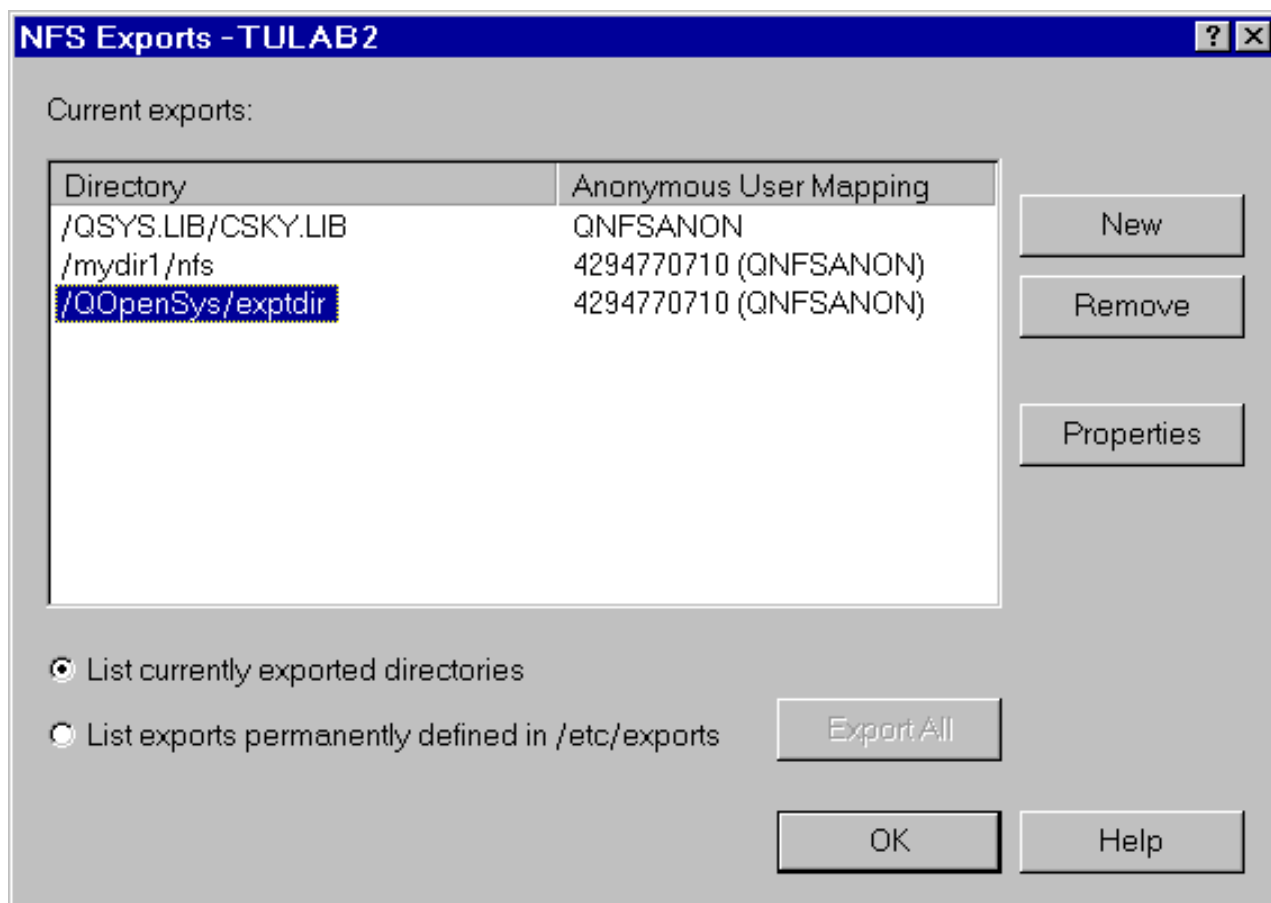 NFS Exports - TULAB2
Current exports:
Directory Anonymous User Mapping
/QSYS.LIB/CSKY.LIB QNFSANON
/mydir1/nfs 4294770710 (QNFSANON)
/QOpenSys/exptdir 4294770710 (QNFSANON)
New
Remove
Properties
List currently exported directories
List exports permanently defined in /etc/exports
Export All
OK
Help